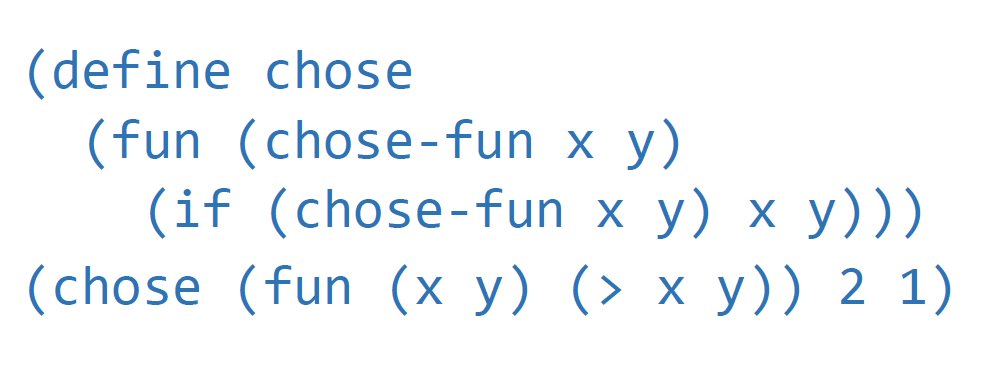 (define chose
  (fun (chose-fun x y)
    (if (chose-fun x y) x y)))
(chose (fun (x y) (> x y)) 2 1)